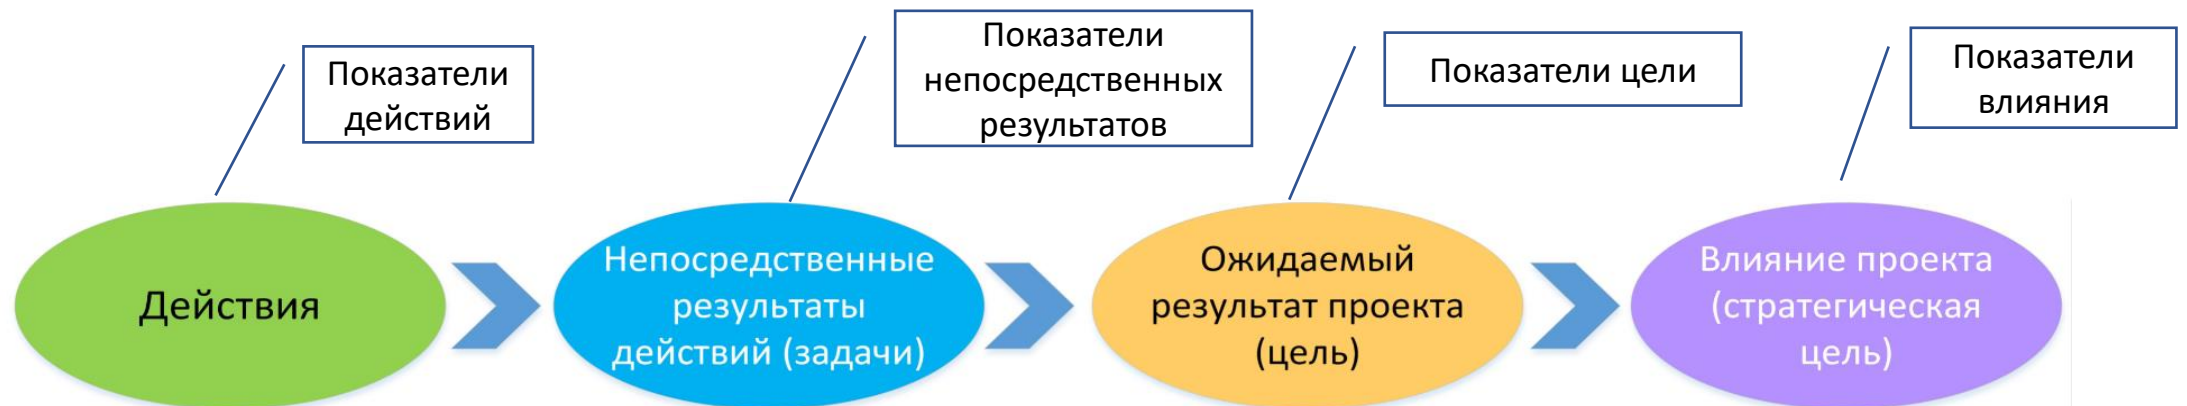 Показатели
действий
Показатели
непосредственных
результатов
Показатели цели
Показатели
влияния
Действия
Непосредственные
результаты
действий (задачи)
Ожидаемый
результат проекта
(цель)
Влияние проекта
(стратегическая
цель)